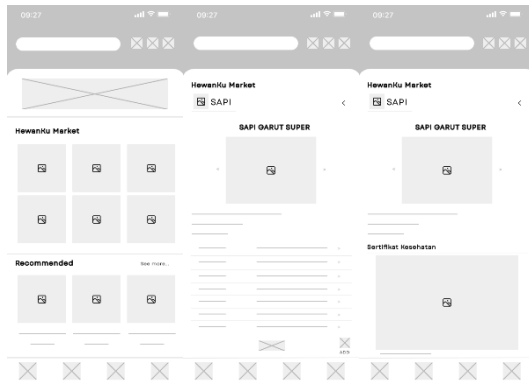 09:27
HewanKu Market
Recommended
See more..
09:27
HewanKu Market
SAPI
<
SAPI GARUT SUPER
09:27
HewanKu Market
SAPI
<
SAPI GARUT SUPER
Sertifikat Kesehatan